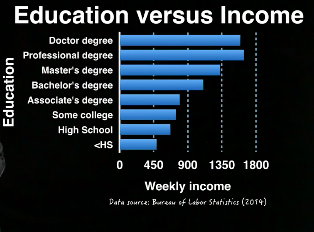 Education versus Income
Education
Doctor degree
Professional degree
Master's degree
Bachelor's degree
Associate's degree
Some college
High School
<HS
0 450 900 1350 1800
Weekly income
Data source: Bureau of Labor Statistics (2014)